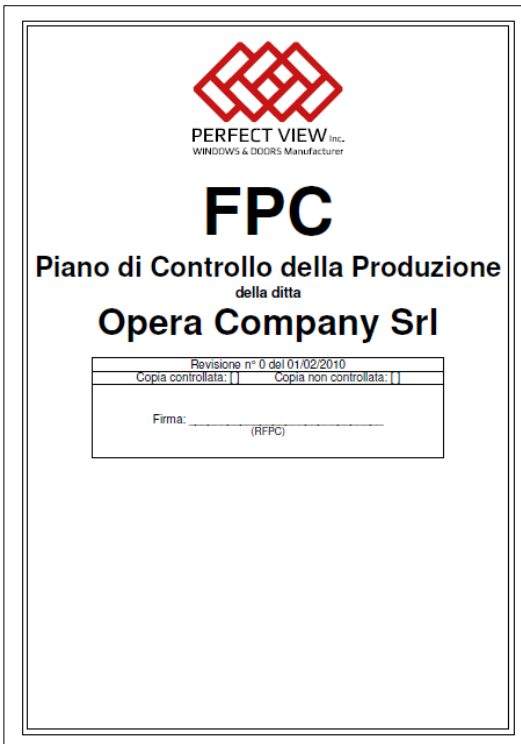 PERFECT VIEW Inc.
WINDOWS & DOORS Manufacturer
FPC
Piano di Controllo della Produzione
della ditta
Opera Company Srl
Revisione n° 0 del 01/02/2010
Copia controllata: [ ] Copia non controllata: [ ]
Firma: ________________________________
(RFPC)